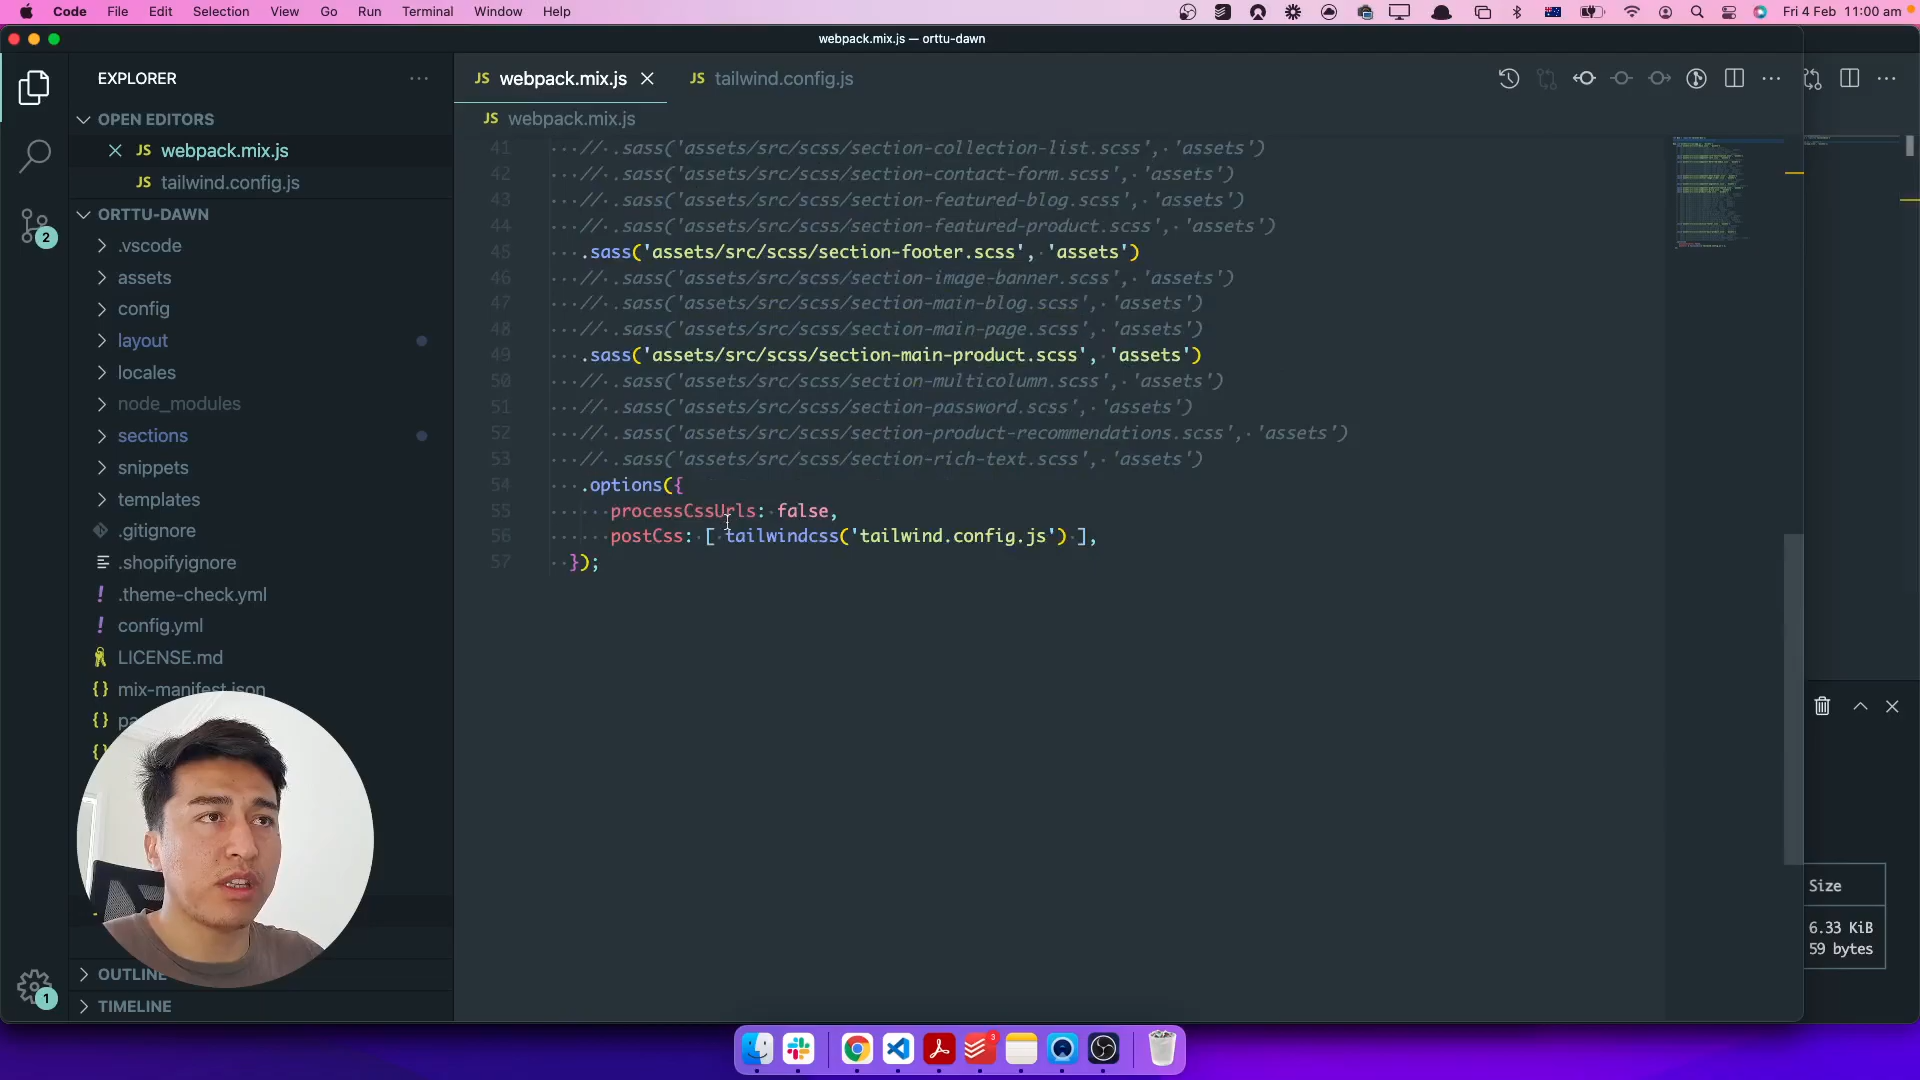 Code File Edit Selection View Go Run Terminal Window Help Fri 4 Feb 11:00 am
webpack.mix.js — orttu-dawn
EXPLORER
OPEN EDITORS
webpack.mix.js
tailwind.config.js
ORTTU-DAWN
.vscode
assets
config
layout
locales
node_modules
sections
snippets
templates
.gitignore
.shopifyignore
.theme-check.yml
config.yml
LICENSE.md
mix-manifest.json
OUTLINE
TIMELINE
2
1
JS webpack.mix.js JS tailwind.config.js
JS webpack.mix.js
41 // .sass('assets/src/scss/section-collection-list.scss', 'assets')
42 // .sass('assets/src/scss/section-contact-form.scss', 'assets')
43 // .sass('assets/src/scss/section-featured-blog.scss', 'assets')
44 // .sass('assets/src/scss/section-featured-product.scss', 'assets')
45 .sass('assets/src/scss/section-footer.scss', 'assets')
46 // .sass('assets/src/scss/section-image-banner.scss', 'assets')
47 // .sass('assets/src/scss/section-main-blog.scss', 'assets')
48 // .sass('assets/src/scss/section-main-page.scss', 'assets')
49 .sass('assets/src/scss/section-main-product.scss', 'assets')
50 // .sass('assets/src/scss/section-multicolumn.scss', 'assets')
51 // .sass('assets/src/scss/section-password.scss', 'assets')
52 // .sass('assets/src/scss/section-product-recommendations.scss', 'assets')
53 // .sass('assets/src/scss/section-rich-text.scss', 'assets')
54 .options({
55 processCssUrls: false,
56 postCss: [ tailwindcss('tailwind.config.js') ],
57 });
Size
6.33 KiB
59 bytes
3